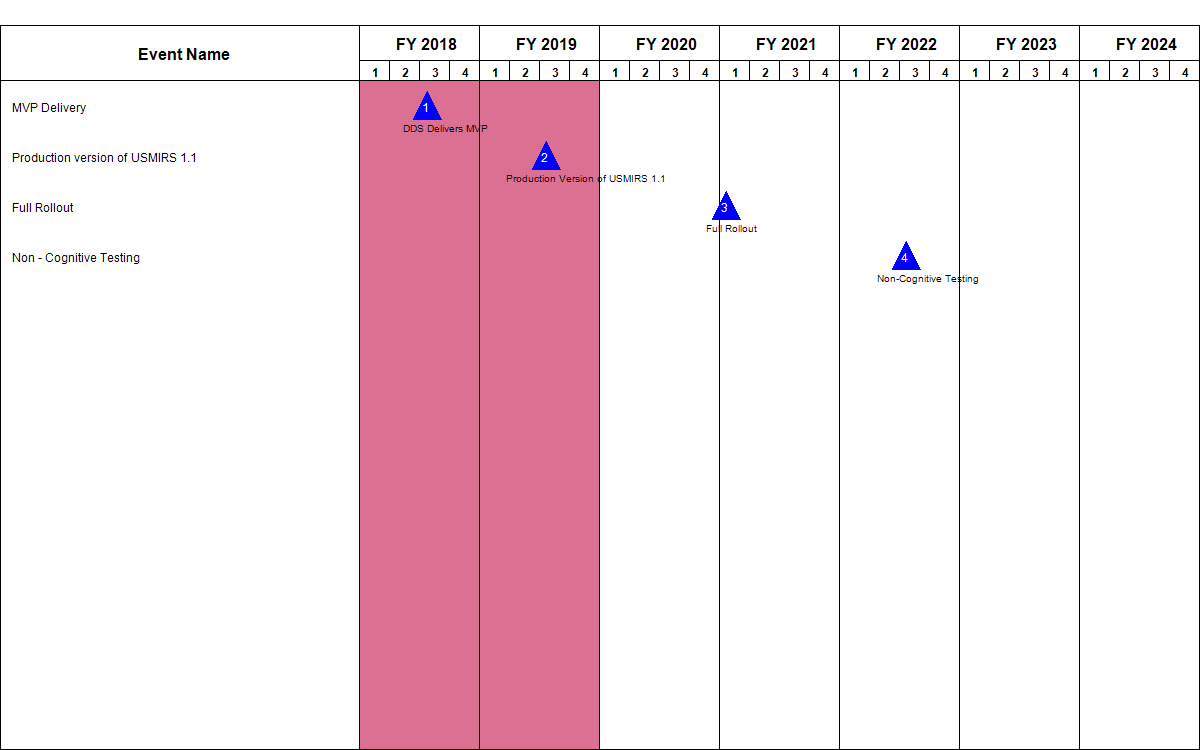 Event Name FY 2018 FY 2019 FY 2020 FY 2021 FY 2022 FY 2023 FY 2024
1 2 3 4 1 2 3 4 1 2 3 4 1 2 3 4 1 2 3 4 1 2 3 4 1 2 3 4
MVP Delivery 1
DDS Delivers MVP
Production version of USMIRS 1.1 2
Production Version of USMIRS 1.1
Full Rollout 3
Full Rollout
Non - Cognitive Testing 4
Non-Cognitive Testing